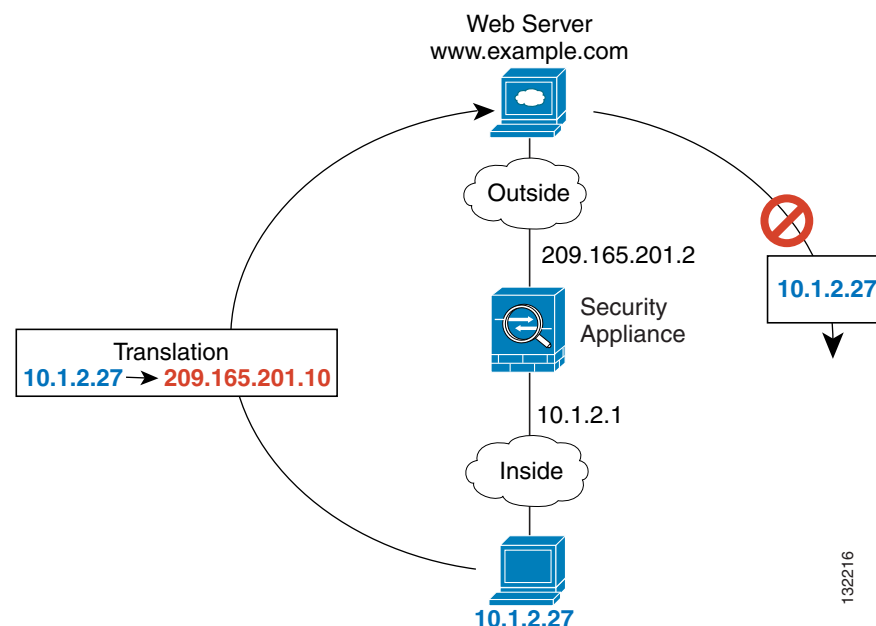 Web Server
www.example.com
Outside
209.165.201.2
10.1.2.27
Security
Appliance
Translation
10.1.2.27 209.165.201.10
10.1.2.1
Inside
10.1.2.27
132216